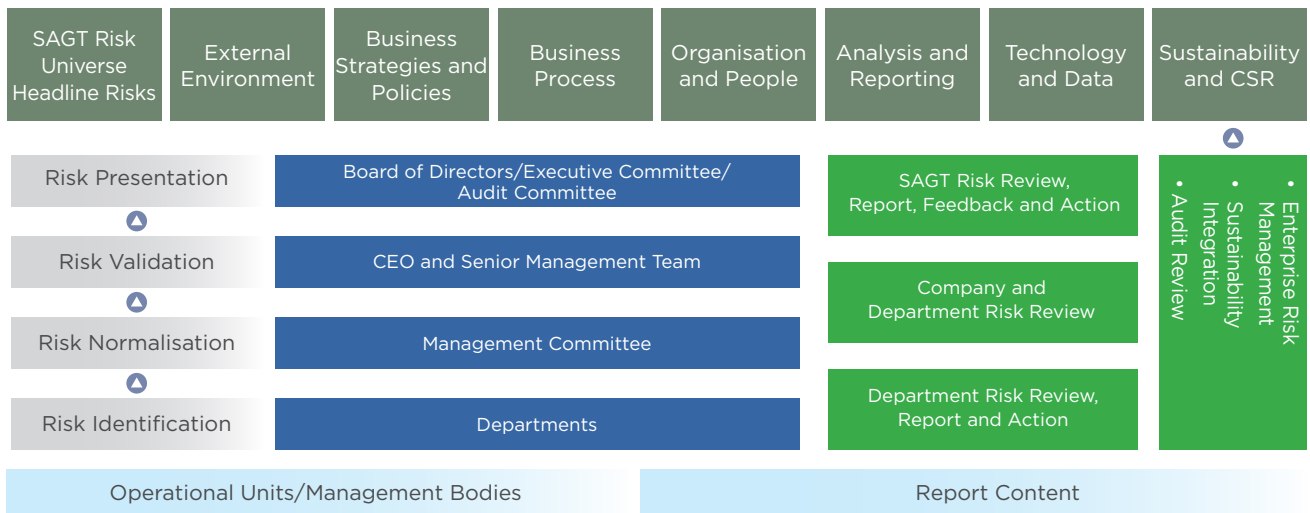 SAGT Risk
Universe
Headline Risks
External
Environment
Business
Strategies and
Policies
Business
Process
Organisation
and People
Analysis and
Reporting
Technology
and Data
Sustainability
and CSR
Risk Presentation
Board of Directors/Executive Committee/
Audit Committee
SAGT Risk Review,
Report, Feedback and Action
Risk Validation
CEO and Senior Management Team
Company and
Department Risk Review
Risk Normalisation
Management Committee
Risk Identification
Departments
Department Risk Review,
Report and Action
• Enterprise Risk
Management
• Sustainability
Integration
• Audit Review
Operational Units/Management Bodies
Report Content